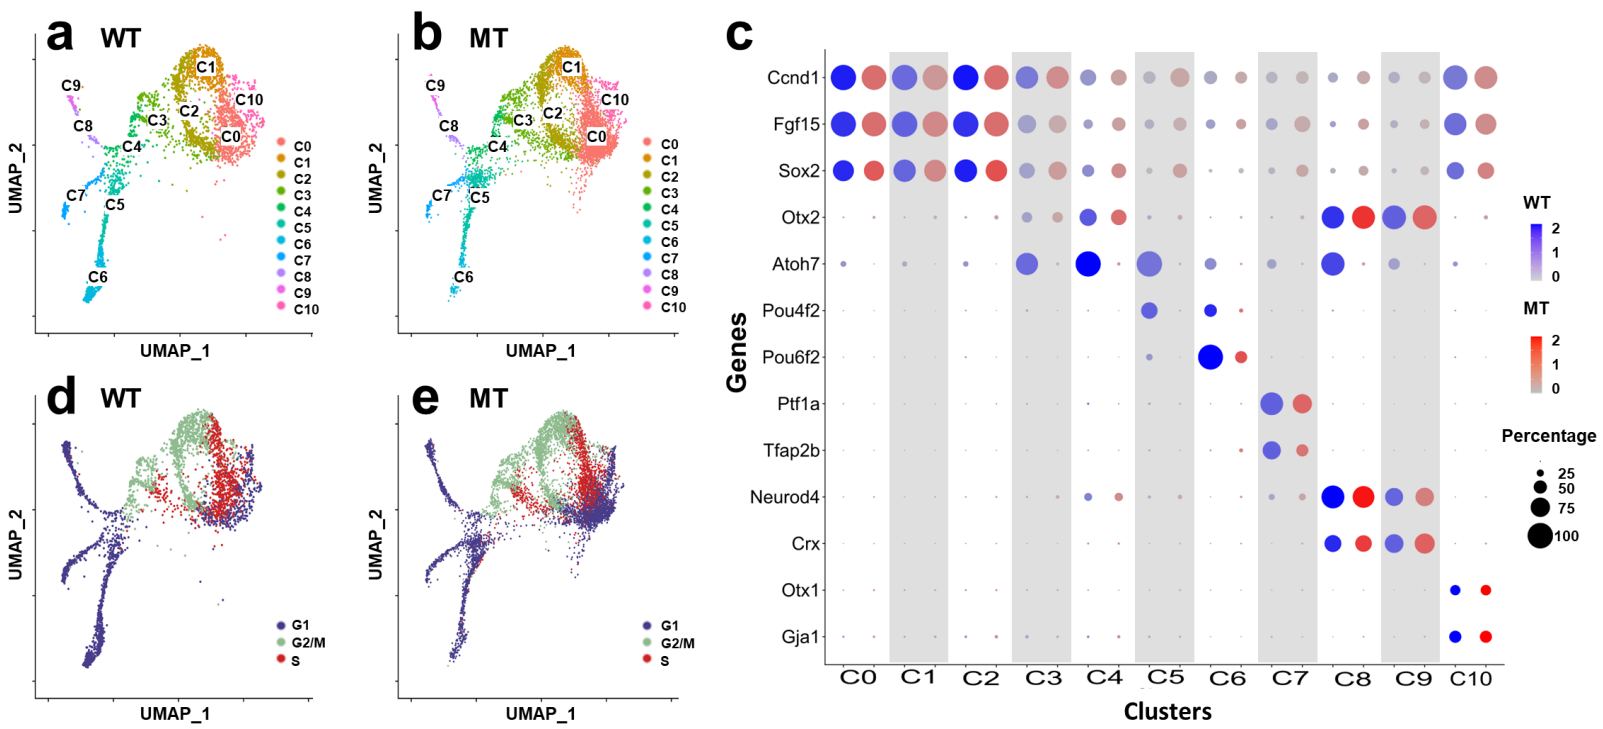 a WT
UMAP_2
C9
C8
C7
C6
C5
C4
C3
C2
C1
C10
C0
C0
C1
C2
C3
C4
C5
C6
C7
C8
C9
C10
UMAP_1
b MT
UMAP_2
C9
C8
C7
C6
C5
C4
C3
C2
C1
C10
C0
C0
C1
C2
C3
C4
C5
C6
C7
C8
C9
C10
UMAP_1
c
Genes
Ccnd1
Fgf15
Sox2
Otx2
Atoh7
Pou4f2
Pou6f2
Ptf1a
Tfap2b
Neurod4
Crx
Otx1
Gja1
C0 C1 C2 C3 C4 C5 C6 C7 C8 C9 C10
Clusters
WT
2
1
0
MT
2
1
0
Percentage
25
50
75
100
d WT
UMAP_2
G1
G2/M
S
UMAP_1
e MT
UMAP_2
G1
G2/M
S
UMAP_1